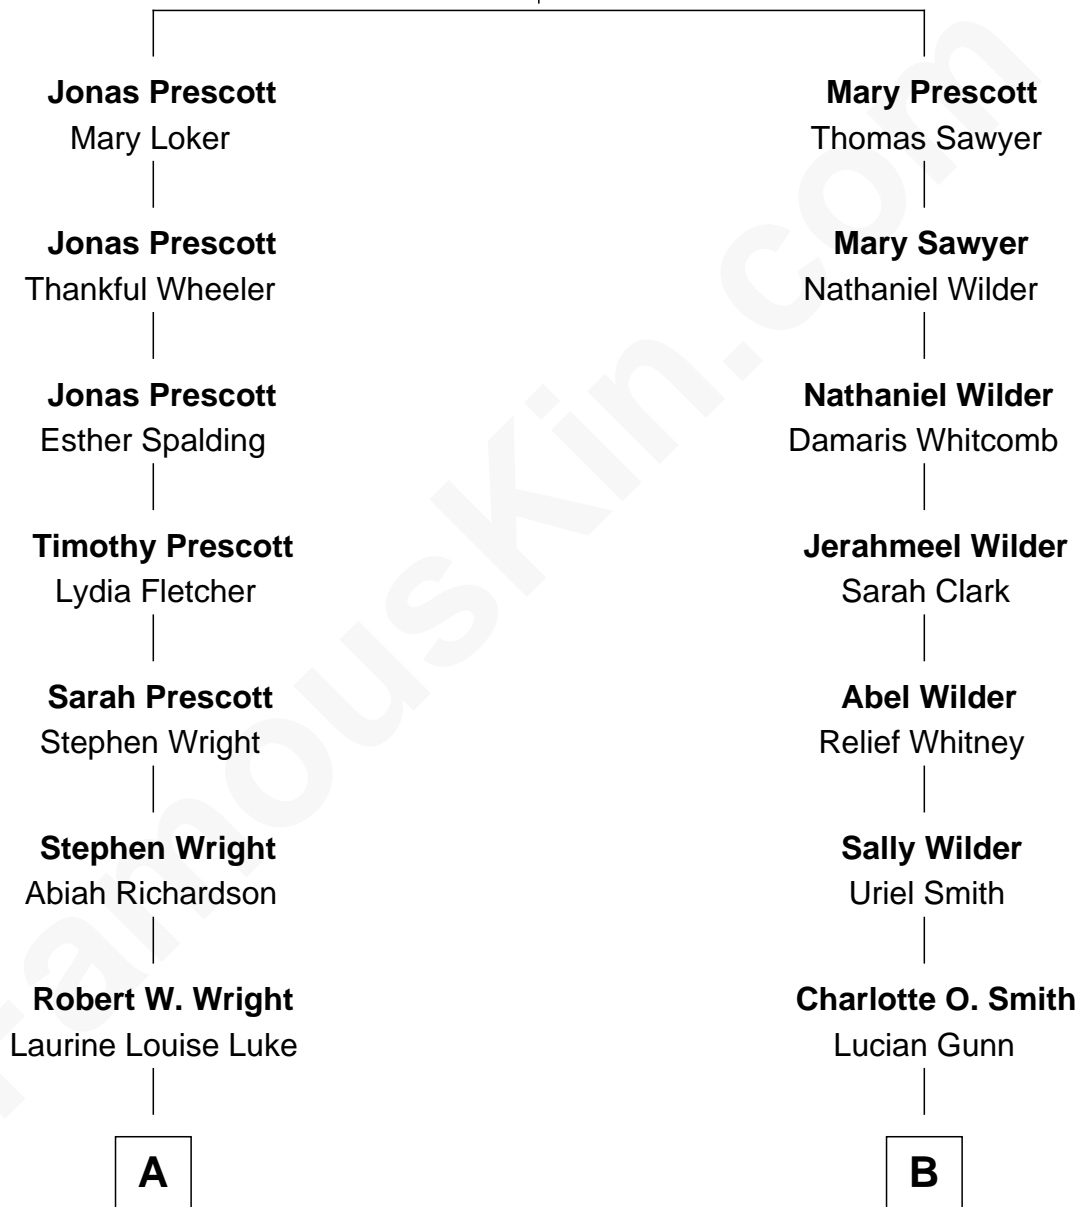 Jonas Prescott
Mary Loker
Mary Prescott
Thomas Sawyer
Jonas Prescott
Thankful Wheeler
Mary Sawyer
Nathaniel Wilder
Jonas Prescott
Esther Spalding
Nathaniel Wilder
Damaris Whitcomb
Timothy Prescott
Lydia Fletcher
Jerahmeel Wilder
Sarah Clark
Sarah Prescott
Stephen Wright
Abel Wilder
Relief Whitney
Stephen Wright
Abiah Richardson
Sally Wilder
Uriel Smith
Robert W. Wright
Laurine Louise Luke
Charlotte O. Smith
Lucian Gunn
A
B
FamousKin.com